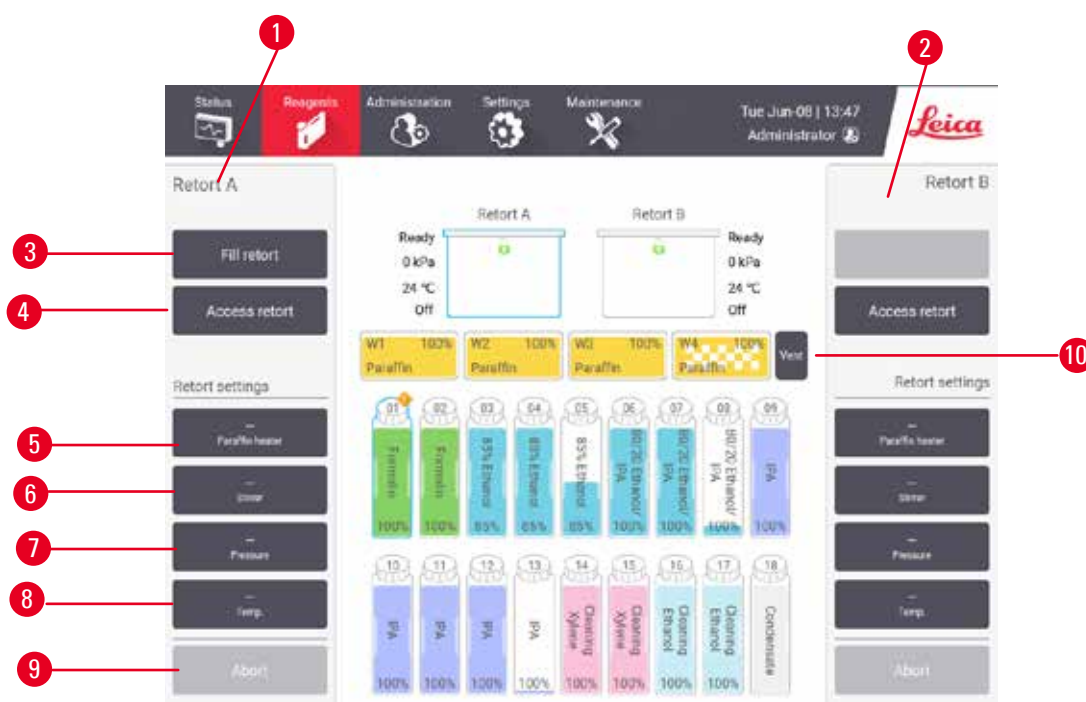 1
2
Status Reagents Administration Settings Maintenance
Tue Jun-08 | 13:47
Administrator
Leica
Retort A
Retort B
Retort A
Retort B
Ready
0 kPa
24 °C
Off
Ready
0 kPa
24 °C
Off
3
Fill retort
4
Access retort
Access retort
W1 100%
Paraffin
W2 100%
Paraffin
W3 100%
Paraffin
W4 100%
Paraffin
Vent
10
Retort settings
Retort settings
5
--
Paraffin heater
--
Paraffin heater
6
--
Stirrer
--
Stirrer
7
--
Pressure
--
Pressure
8
--
Temp.
--
Temp.
9
Abort
Abort
01
Formalin
100%
02
Formalin
100%
03
85% Ethanol
85%
04
85% Ethanol
85%
05
85% Ethanol
85%
06
80/20 Ethanol/
IPA
100%
07
80/20 Ethanol/
IPA
100%
08
80/20 Ethanol/
IPA
100%
09
IPA
100%
10
IPA
100%
11
IPA
100%
12
IPA
100%
13
IPA
100%
14
Cleaning
Xylene
100%
15
Cleaning
Xylene
100%
16
Cleaning
Ethanol
100%
17
Cleaning
Ethanol
100%
18
Condensate